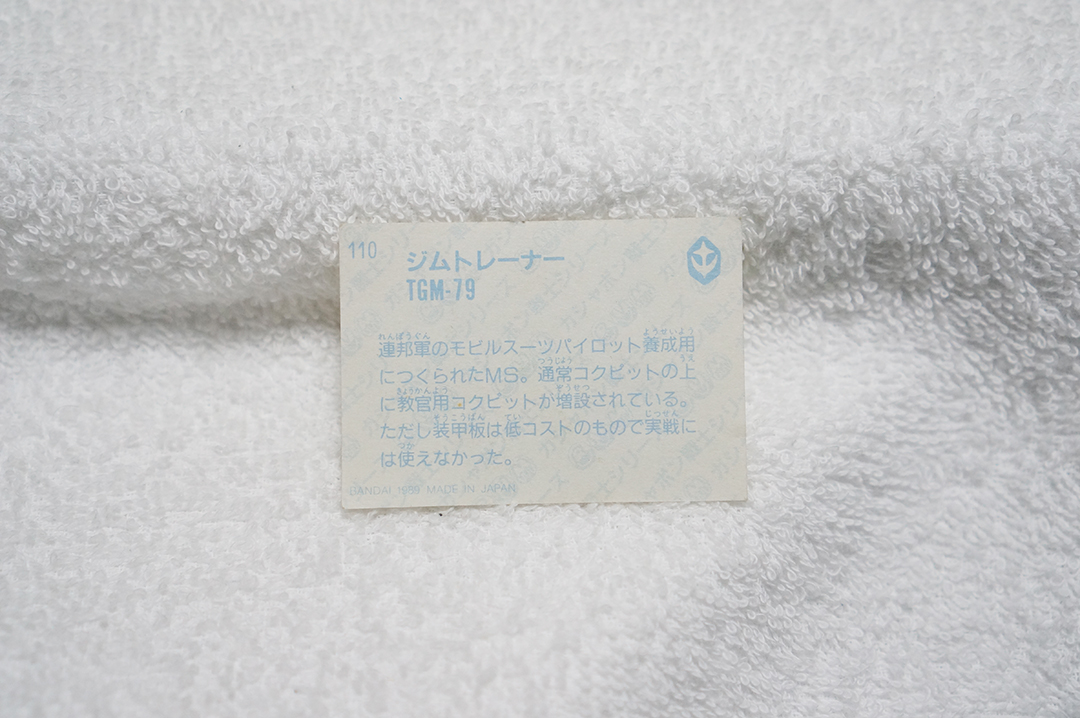 110
ジムトレーナー
TGM-79
連邦軍のモビルスーツパイロット養成用
につくられたMS。通常コクピットの上
に教官用コクピットが増設されている。
ただし装甲板は低コストのもので実戦に
は使えなかった。
BANDAI 1989 MADE IN JAPAN